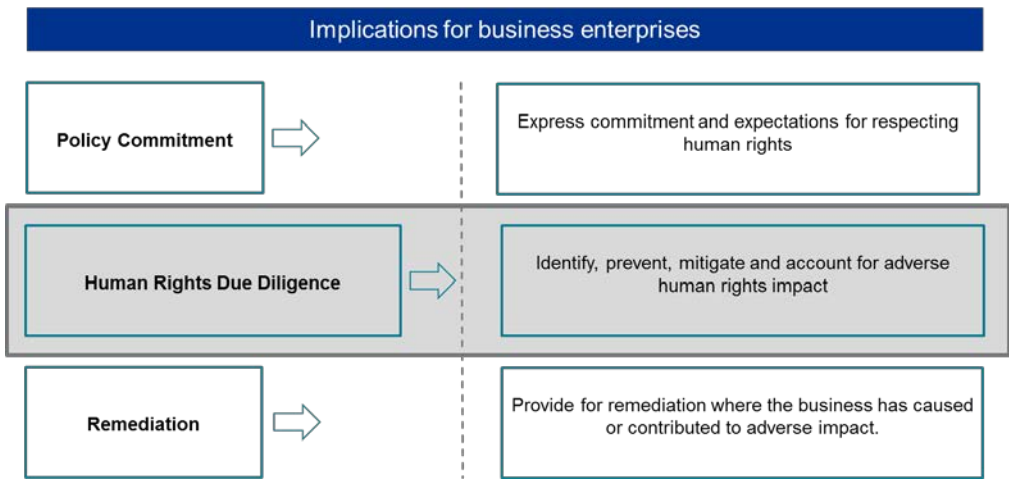 Implications for business enterprises
Policy Commitment
Express commitment and expectations for respecting
human rights
Human Rights Due Diligence
Identify, prevent, mitigate and account for adverse
human rights impact
Remediation
Provide for remediation where the business has caused
or contributed to adverse impact.